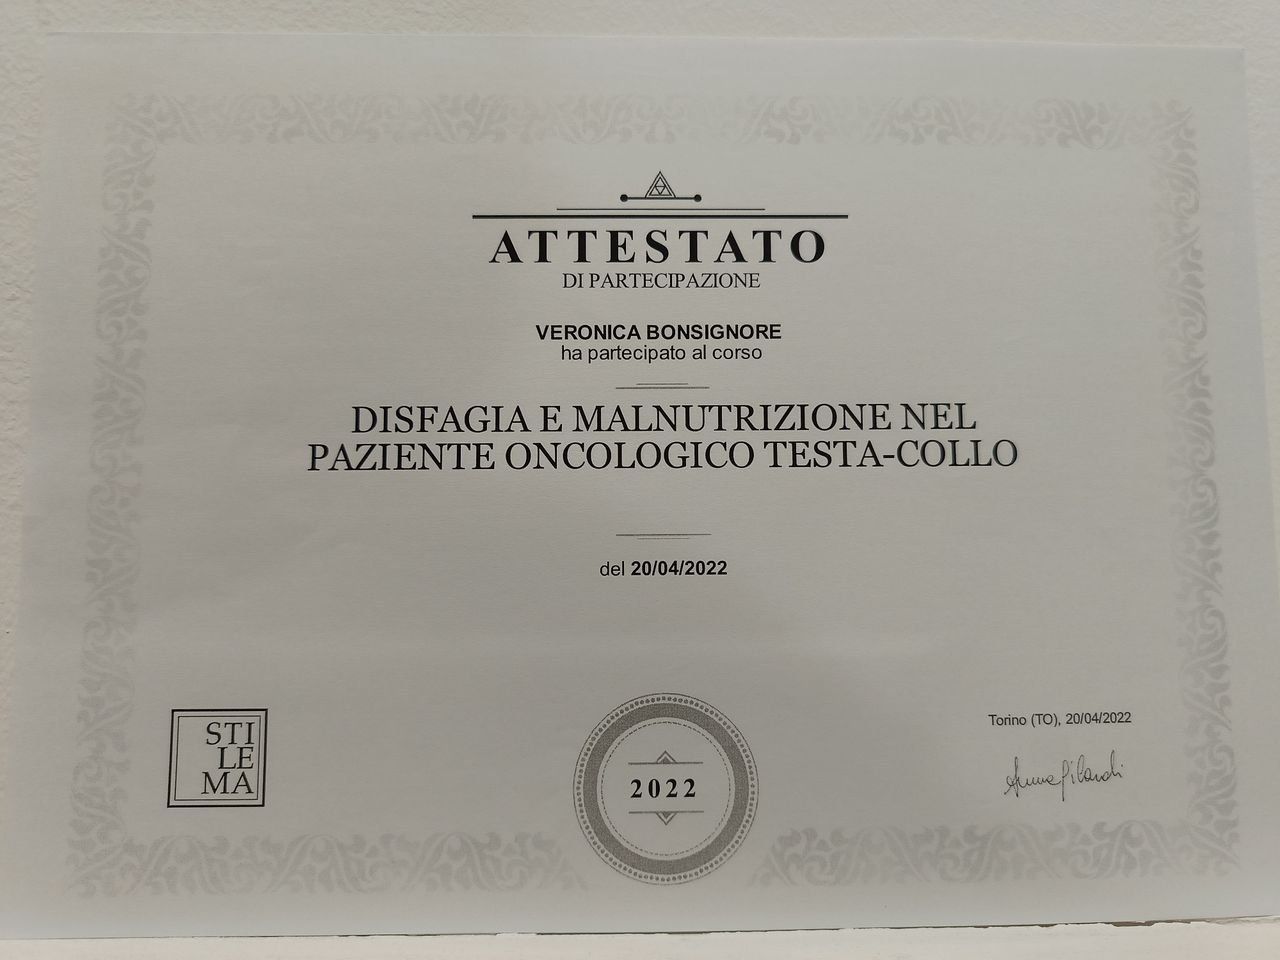 ATTESTATO
DI PARTECIPAZIONE
VERONICA BONSIGNORE
ha partecipato al corso
DISFAGIA E MALNUTRIZIONE NEL
PAZIENTE ONCOLOGICO TESTA-COLLO
del 20/04/2022
STI
LE
MA
2022
Torino (TO), 20/04/2022